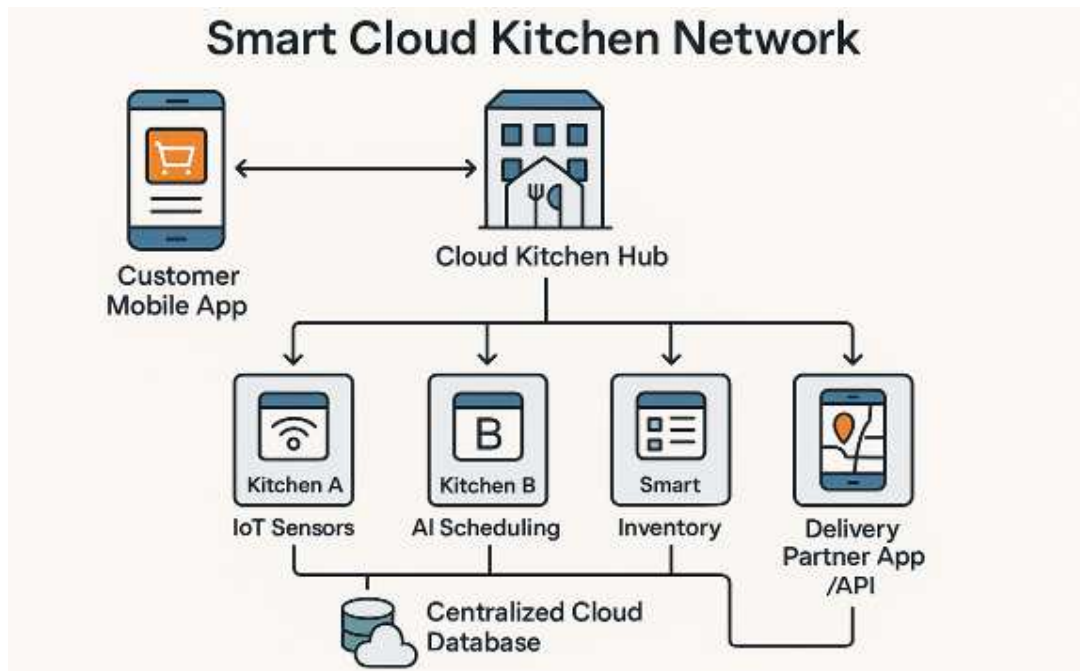 Smart Cloud Kitchen Network
Customer
Mobile App
Cloud Kitchen Hub
Kitchen A
IoT Sensors
B
Kitchen B
AI Scheduling
Smart
Inventory
Delivery
Partner App
/API
Centralized Cloud
Database